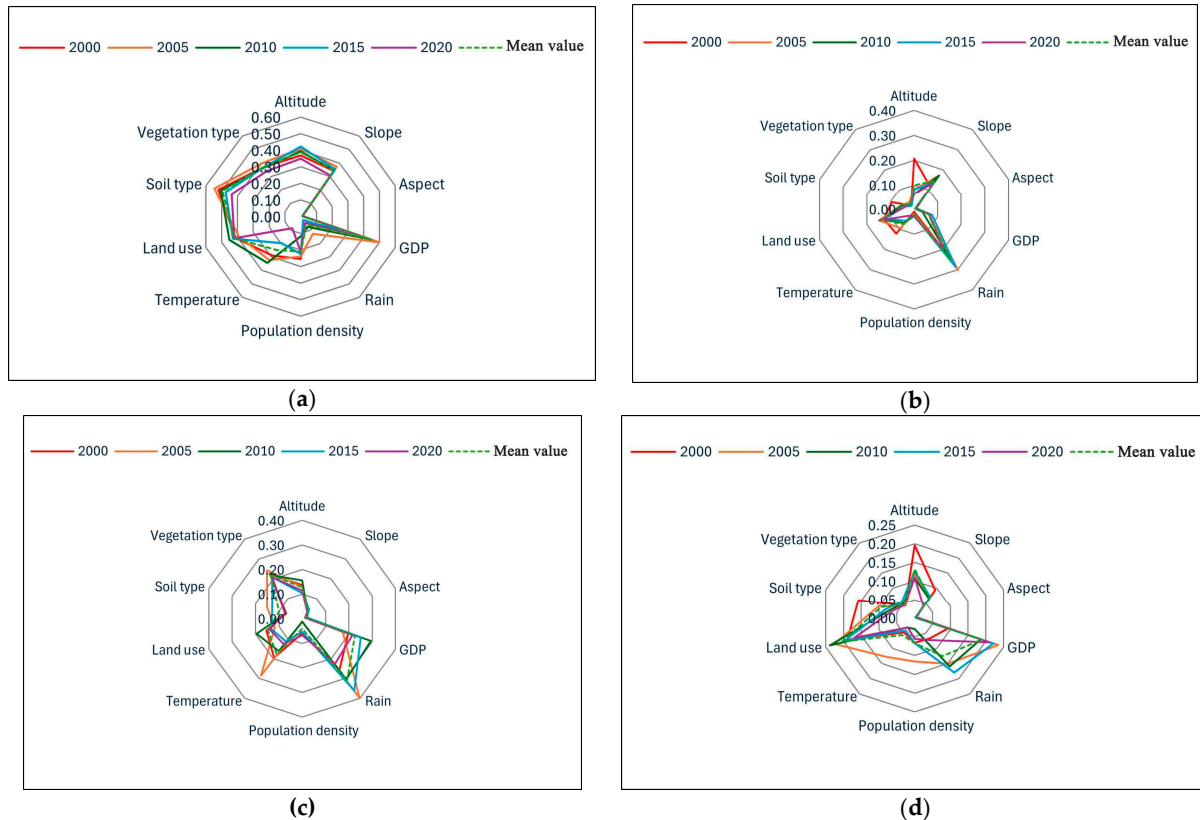 2000 2005 2010 2015 2020 Mean value
Altitude
0.60
0.50
0.40
0.30
0.20
0.10
0.00
Slope
Aspect
GDP
Rain
Population density
Temperature
Land use
Soil type
Vegetation type
(a)
2000 2005 2010 2015 2020 Mean value
Altitude
0.40
0.30
0.20
0.10
0.00
Slope
Aspect
GDP
Rain
Population density
Temperature
Land use
Soil type
Vegetation type
(b)
2000 2005 2010 2015 2020 Mean value
Altitude
0.40
0.30
0.20
0.10
0.00
Slope
Aspect
GDP
Rain
Population density
Temperature
Land use
Soil type
Vegetation type
(c)
2000 2005 2010 2015 2020 Mean value
Altitude
0.25
0.20
0.15
0.10
0.05
0.00
Slope
Aspect
GDP
Rain
Population density
Temperature
Land use
Soil type
Vegetation type
(d)